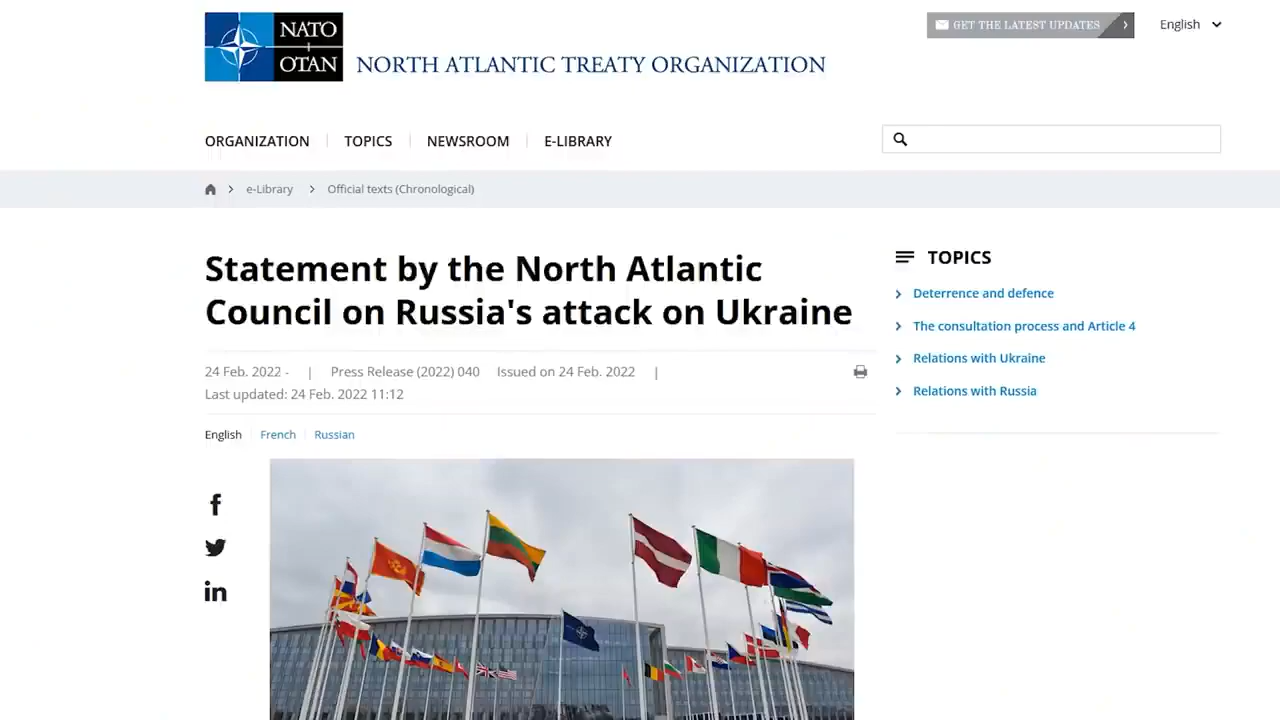 NATO
OTAN
NORTH ATLANTIC TREATY ORGANIZATION
GET THE LATEST UPDATES
English
ORGANIZATION
TOPICS
NEWSROOM
E-LIBRARY
e-Library
Official texts (Chronological)
Statement by the North Atlantic
Council on Russia's attack on Ukraine
24 Feb. 2022 - | Press Release (2022) 040 Issued on 24 Feb. 2022 |
Last updated: 24 Feb. 2022 11:12
English French Russian
TOPICS
Deterrence and defence
The consultation process and Article 4
Relations with Ukraine
Relations with Russia